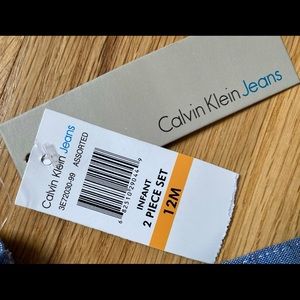 Calvin Klein Jeans
Calvin Klein Jeans
3E72030-99 ASSORTED
INFANT
2 PIECE SET
12M